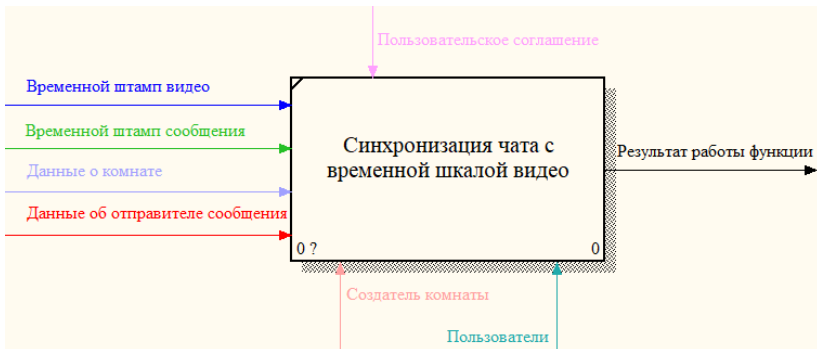 Пользовательское соглашение
Временной штамп видео
Временной штамп сообщения
Данные о комнате
Данные об отправителе сообщения
Синхронизация чата с
временной шкалой видео
Результат работы функции
0 ?
0
Создатель комнаты
Пользователи